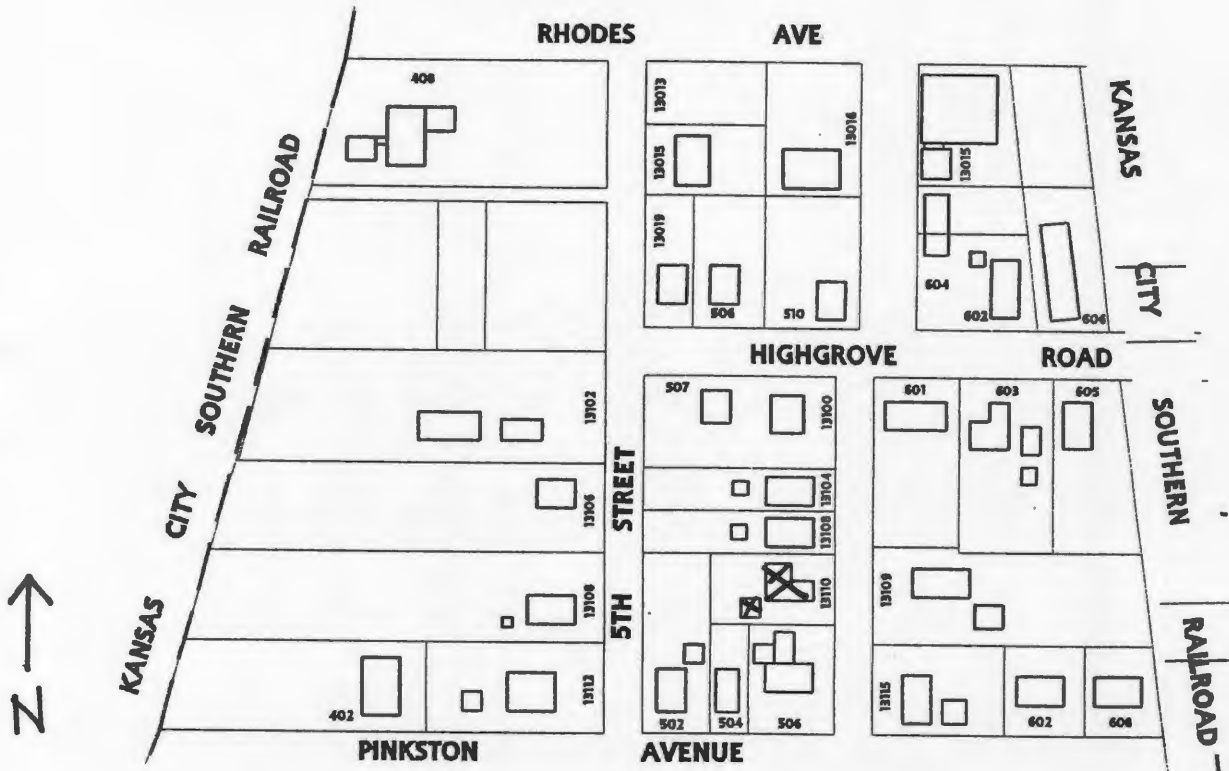 RHODES AVE
408
13013
13015
13016
13015
KANSAS
RAILROAD
13019
506
510
604
602
606
CITY
HIGHGROVE ROAD
SOUTHERN
507
13100
601
603
605
13102
SOUTHERN
13104
CITY
13106
STREET
13108
13110
13109
KANSAS
13108
5TH
402
13112
502
504
506
13115
602
606
RAILROAD
PINKSTON AVENUE
N